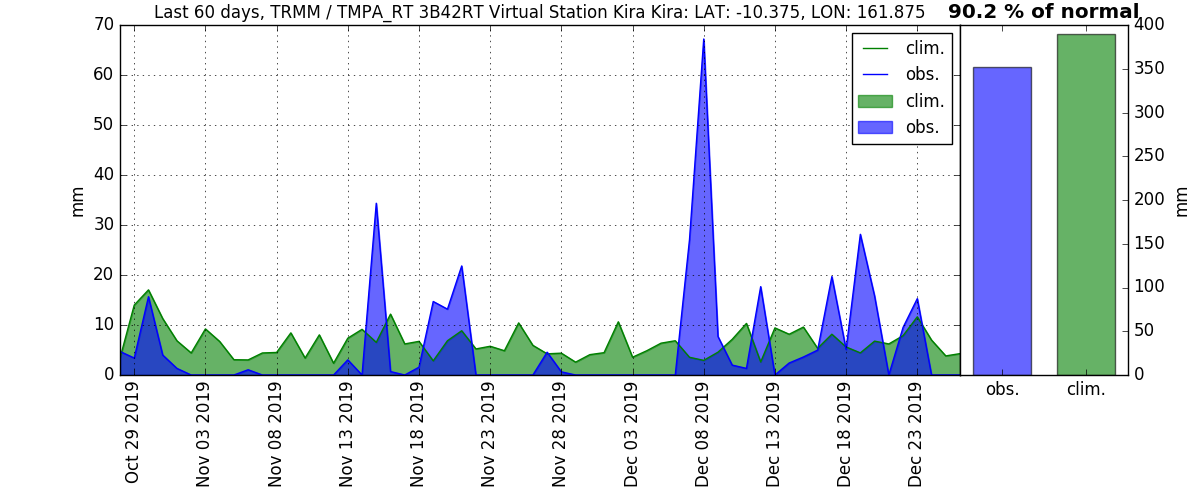 Last 60 days, TRMM / TMPA_RT 3B42RT Virtual Station Kira Kira: LAT: -10.375, LON: 161.875
90.2 % of normal
70
60
50
40
30
20
10
0
mm
clim.
obs.
clim.
obs.
400
350
300
250
200
150
100
50
0
mm
obs.
clim.
Oct 29 2019
Nov 03 2019
Nov 08 2019
Nov 13 2019
Nov 18 2019
Nov 23 2019
Nov 28 2019
Dec 03 2019
Dec 08 2019
Dec 13 2019
Dec 18 2019
Dec 23 2019